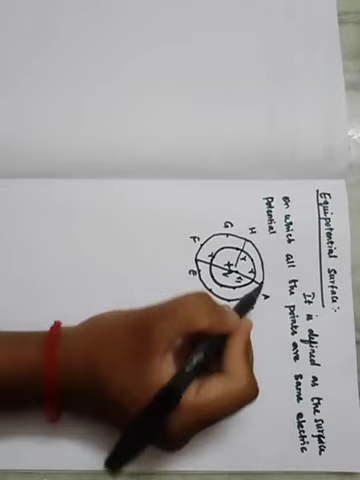 Equipotential surface:-
It is defined as the surface
on which all the points are same electric
potential
G
H
F
E
A